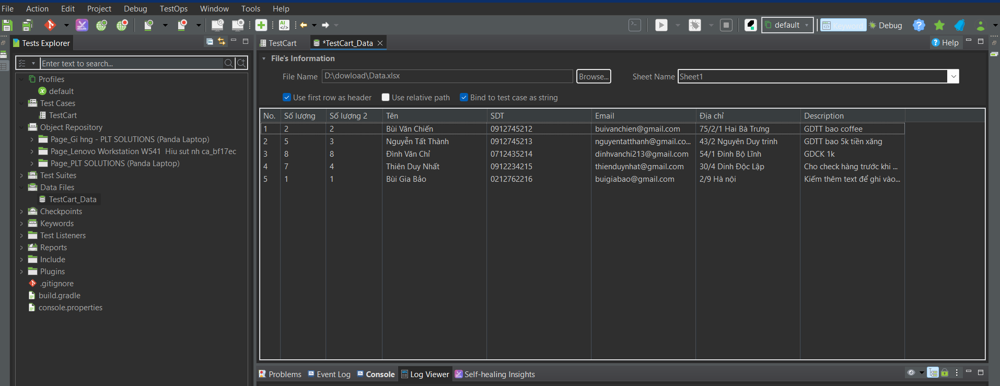 File Action Edit Project Debug TestOps Window Tools Help
default Keyword Debug
Tests Explorer
TestCart *TestCart_Data Help
File's Information
Enter text to search...
File Name D:\dowload\Data.xlsx Browse... Sheet Name Sheet1
Use first row as header Use relative path Bind to test case as string
Profiles
default
Test Cases
TestCart
Object Repository
Page_Gi hng - PLT SOLUTIONS (Panda Laptop)
Page_Lenovo Workstation W541 Hiu sut nh ca_bf17ec
Page_PLT SOLUTIONS (Panda Laptop)
Test Suites
Data Files
TestCart_Data
Checkpoints
Keywords
Test Listeners
Reports
Include
Plugins
.gitignore
build.gradle
console.properties
No. Số lượng Số lượng 2 Tên SDT Email Địa chỉ Description
1 2 2 Bùi Văn Chiến 0912745212 buivanchien@gmail.com 75/2/1 Hai Bà Trưng GDTT bao coffee
2 5 3 Nguyễn Tất Thành 0912745213 nguyentatthanh@gmail.co... 43/2 Nguyên Duy trinh GDTT bao 5k tiền xăng
3 8 8 Đình Văn Chỉ 0712435214 dinhvanchi213@gmail.com 54/1 Đinh Bộ Lĩnh GDCK 1k
4 7 4 Thiên Duy Nhất 0912234215 thienduynhat@gmail.com 30/4 Dinh Độc Lập Cho check hàng trước khi ...
5 1 1 Bùi Gia Bảo 0212762216 buigiabao@gmail.com 2/9 Hà nội Kiếm thêm text để ghi vào...
Problems Event Log Console Log Viewer Self-healing Insights